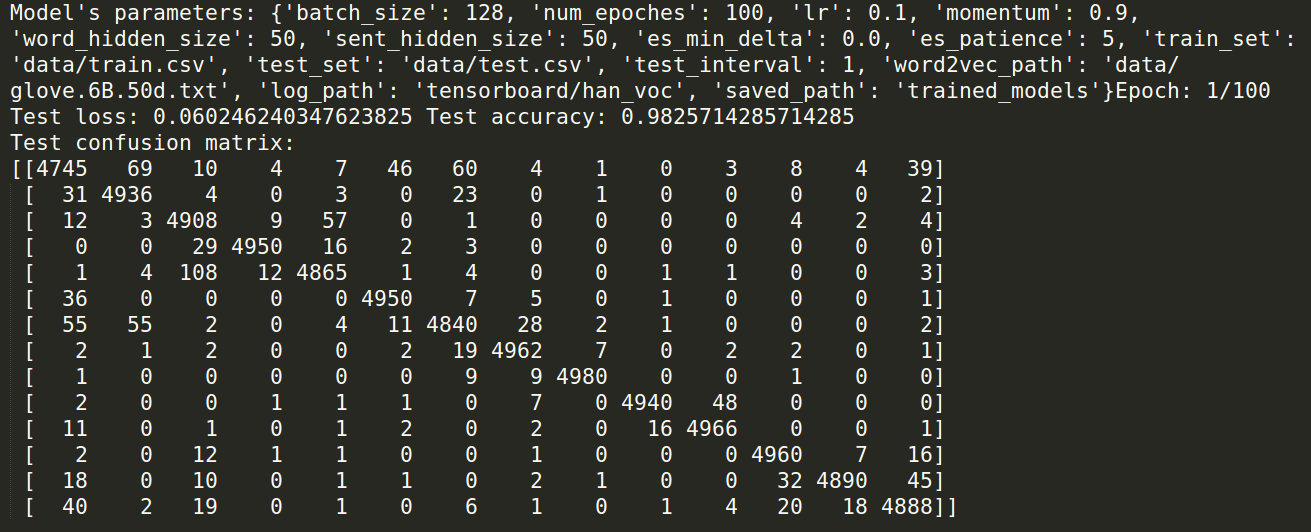 Model's parameters: {'batch_size': 128, 'num_epoches': 100, 'lr': 0.1, 'momentum': 0.9,
'word_hidden_size': 50, 'sent_hidden_size': 50, 'es_min_delta': 0.0, 'es_patience': 5, 'train_set':
'data/train.csv', 'test_set': 'data/test.csv', 'test_interval': 1, 'word2vec_path': 'data/
glove.6B.50d.txt', 'log_path': 'tensorboard/han_voc', 'saved_path': 'trained_models'}Epoch: 1/100
Test loss: 0.060246240347623825 Test accuracy: 0.9825714285714285
Test confusion matrix:
[[4745   69   10    4    7   46   60    4    1    0    3    8    4   39]
 [  31 4936    4    0    3    0   23    0    1    0    0    0    0    2]
 [  12    3 4908    9   57    0    1    0    0    0    0    4    2    4]
 [   0    0   29 4950   16    2    3    0    0    0    0    0    0    0]
 [   1    4  108   12 4865    1    4    0    0    1    1    0    0    3]
 [  36    0    0    0    0 4950    7    5    0    1    0    0    0    1]
 [  55   55    2    0    4   11 4840   28    2    1    0    0    0    2]
 [   2    1    2    0    0    2   19 4962    7    0    2    2    0    1]
 [   1    0    0    0    0    0    9    9 4980    0    0    1    0    0]
 [   2    0    0    1    1    1    0    7    0 4940   48    0    0    0]
 [  11    0    1    0    1    2    0    2    0   16 4966    0    0    1]
 [   2    0   12    1    1    0    0    1    0    0    0 4960    7   16]
 [  18    0   10    0    1    1    0    2    1    0    0   32 4890   45]
 [  40    2   19    0    1    0    6    1    0    1    4   20   18 4888]]